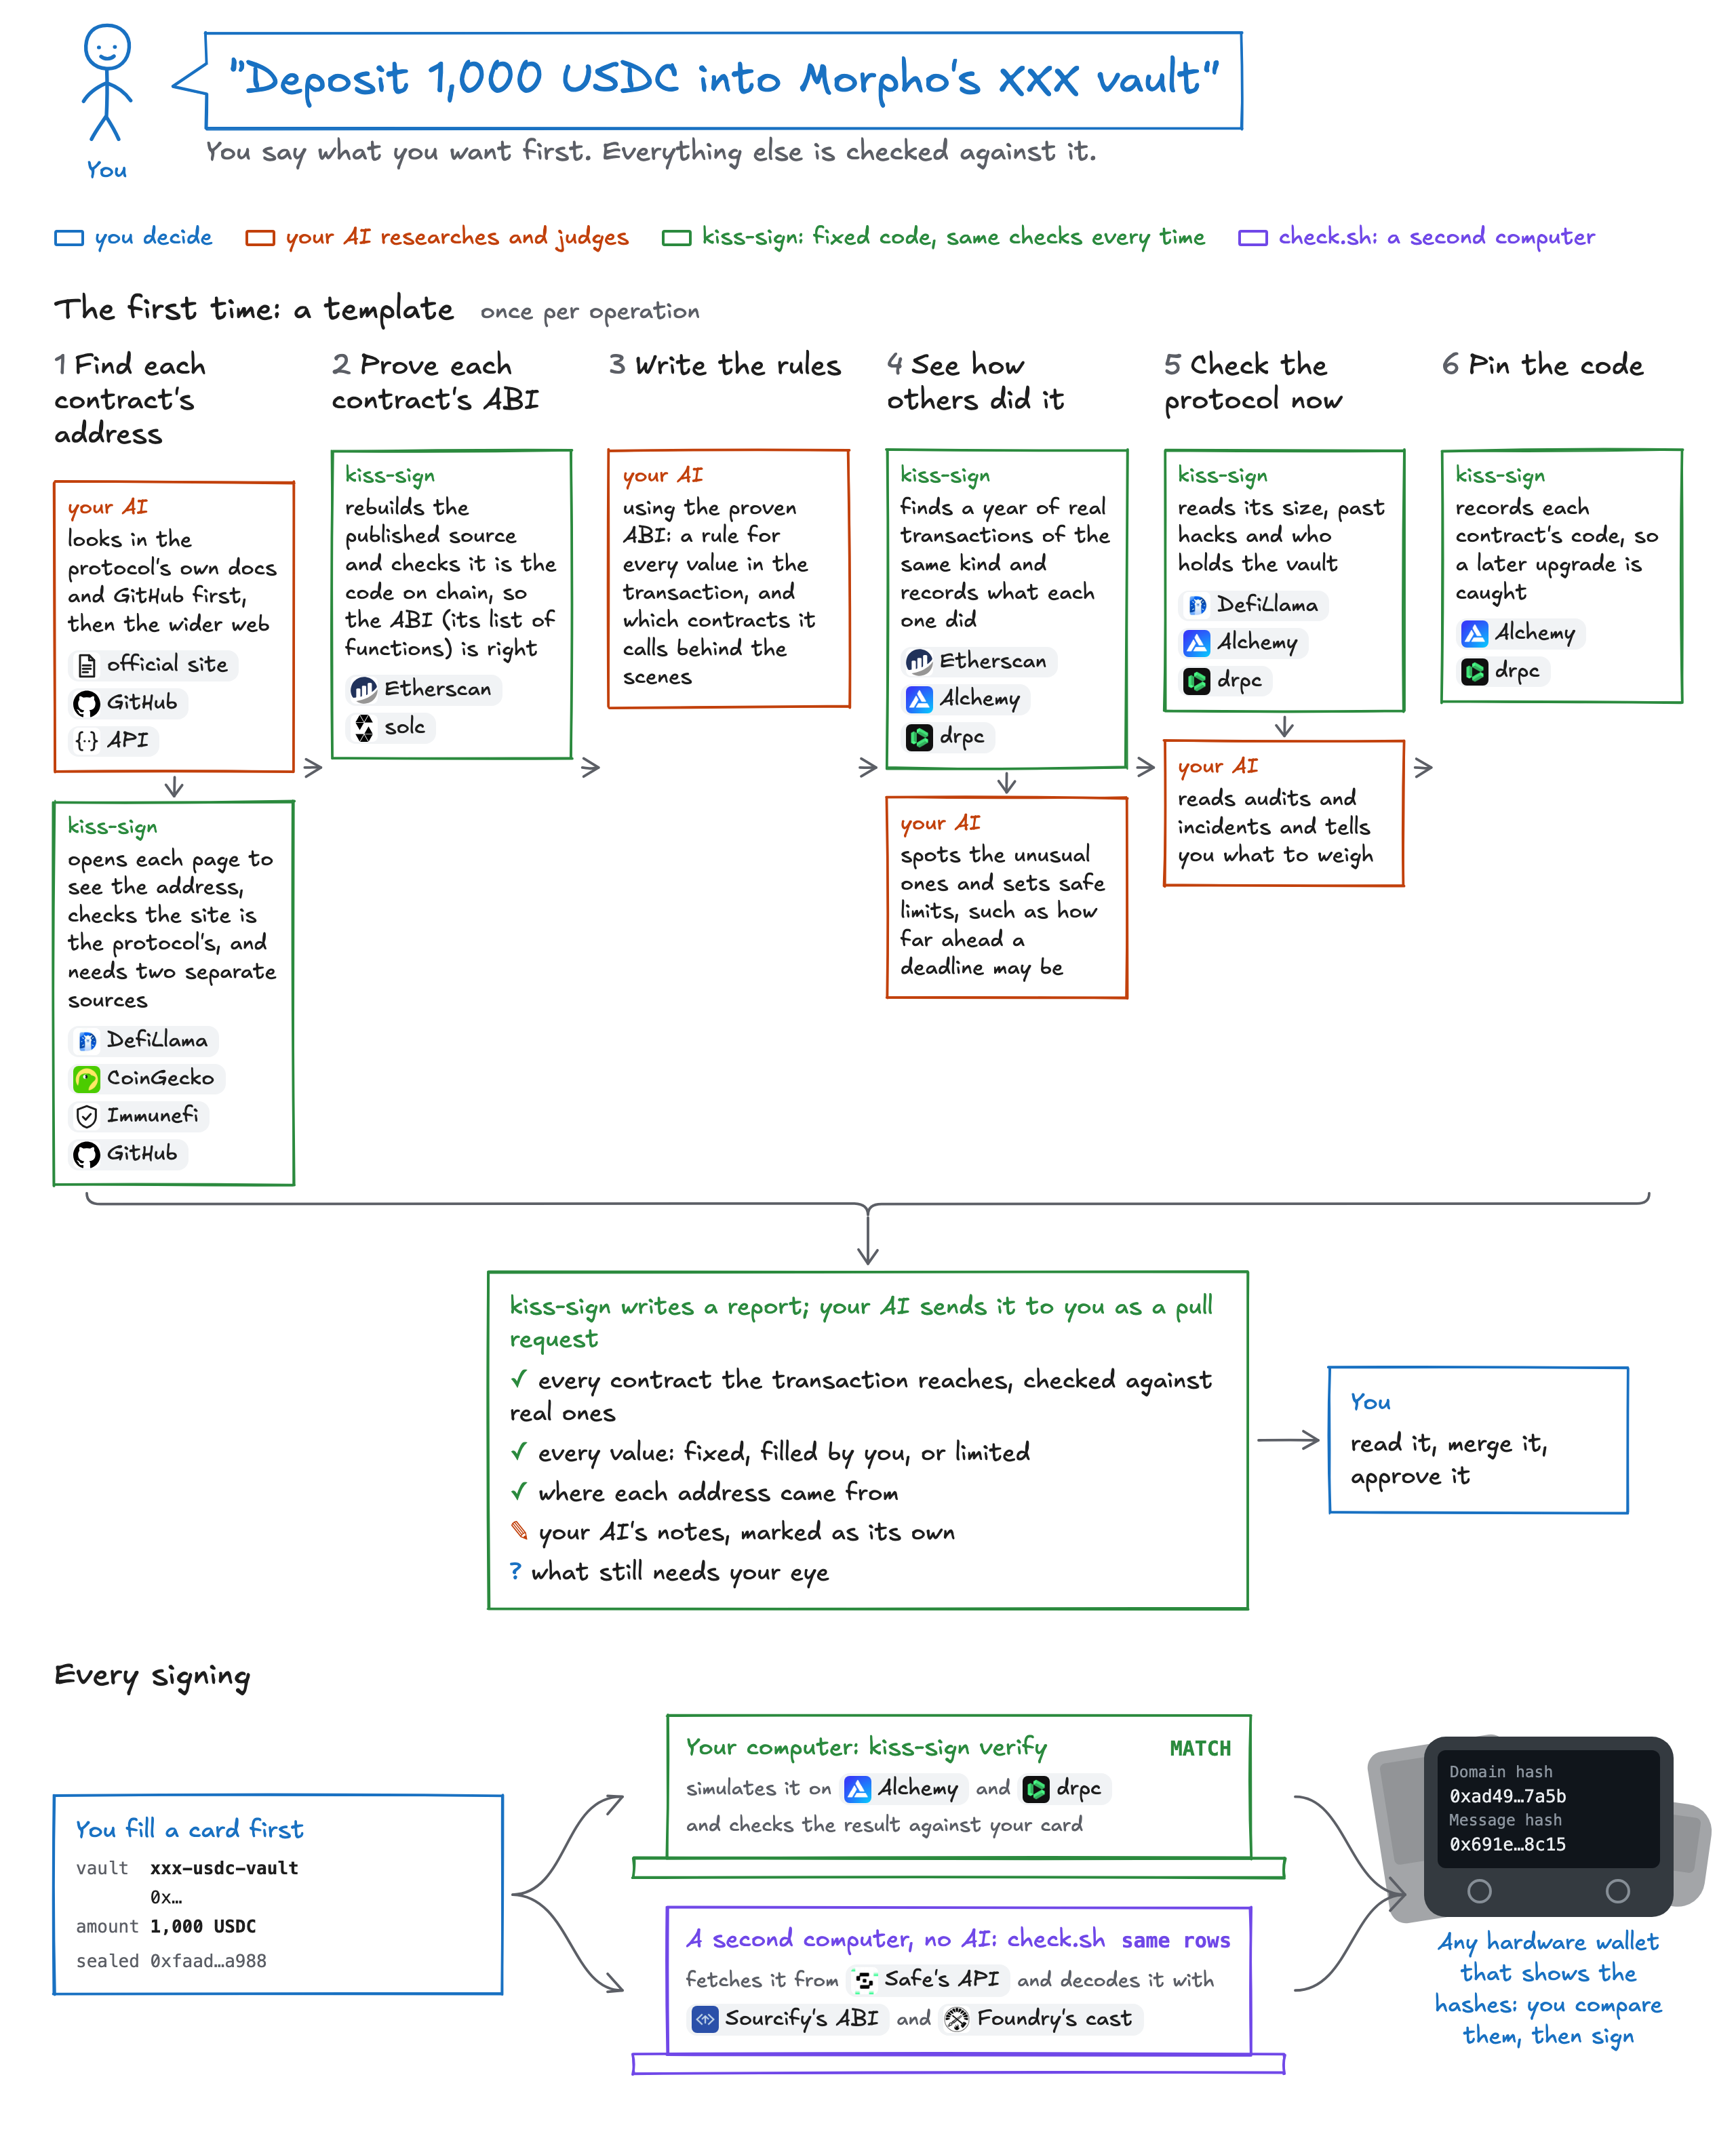 "Deposit 1,000 USDC into Morpho's XXX vault"
You
You say what you want first. Everything else is checked against it.
you decide
your AI researches and judges
kiss-sign: fixed code, same checks every time
check.sh: a second computer
The first time: a template
once per operation
1 Find each
contract's
address
your AI
looks in the
protocol's own docs
and GitHub first,
then the wider web
official site
GitHub
API
kiss-sign
opens each page to
see the address,
checks the site is
the protocol's, and
needs two separate
sources
DefiLlama
CoinGecko
Immunefi
GitHub
2 Prove each
contract's ABI
kiss-sign
rebuilds the
published source
and checks it is the
code on chain, so
the ABI (its list of
functions) is right
Etherscan
solc
3 Write the rules
your AI
using the proven
ABI: a rule for
every value in the
transaction, and
which contracts it
calls behind the
scenes
4 See how
others did it
kiss-sign
finds a year of real
transactions of the
same kind and
records what each
one did
Etherscan
Alchemy
drpc
your AI
spots the unusual
ones and sets safe
limits, such as how
far ahead a
deadline may be
5 Check the
protocol now
kiss-sign
reads its size, past
hacks and who
holds the vault
DefiLlama
Alchemy
drpc
your AI
reads audits and
incidents and tells
you what to weigh
6 Pin the code
kiss-sign
records each
contract's code, so
a later upgrade is
caught
Alchemy
drpc
kiss-sign writes a report; your AI sends it to you as a pull
request
✓ every contract the transaction reaches, checked against
real ones
✓ every value: fixed, filled by you, or limited
✓ where each address came from
✎ your AI's notes, marked as its own
? what still needs your eye
You
read it, merge it,
approve it
Every signing
You fill a card first
vault xxx-usdc-vault
0x…
amount 1,000 USDC
sealed 0xfaad…a988
Your computer: kiss-sign verify MATCH
simulates it on Alchemy and drpc
and checks the result against your card
A second computer, no AI: check.sh same rows
fetches it from Safe's API and decodes it with
Sourcify's ABI and Foundry's cast
Domain hash
0xad49…7a5b
Message hash
0x691e…8c15
Any hardware wallet
that shows the
hashes: you compare
them, then sign